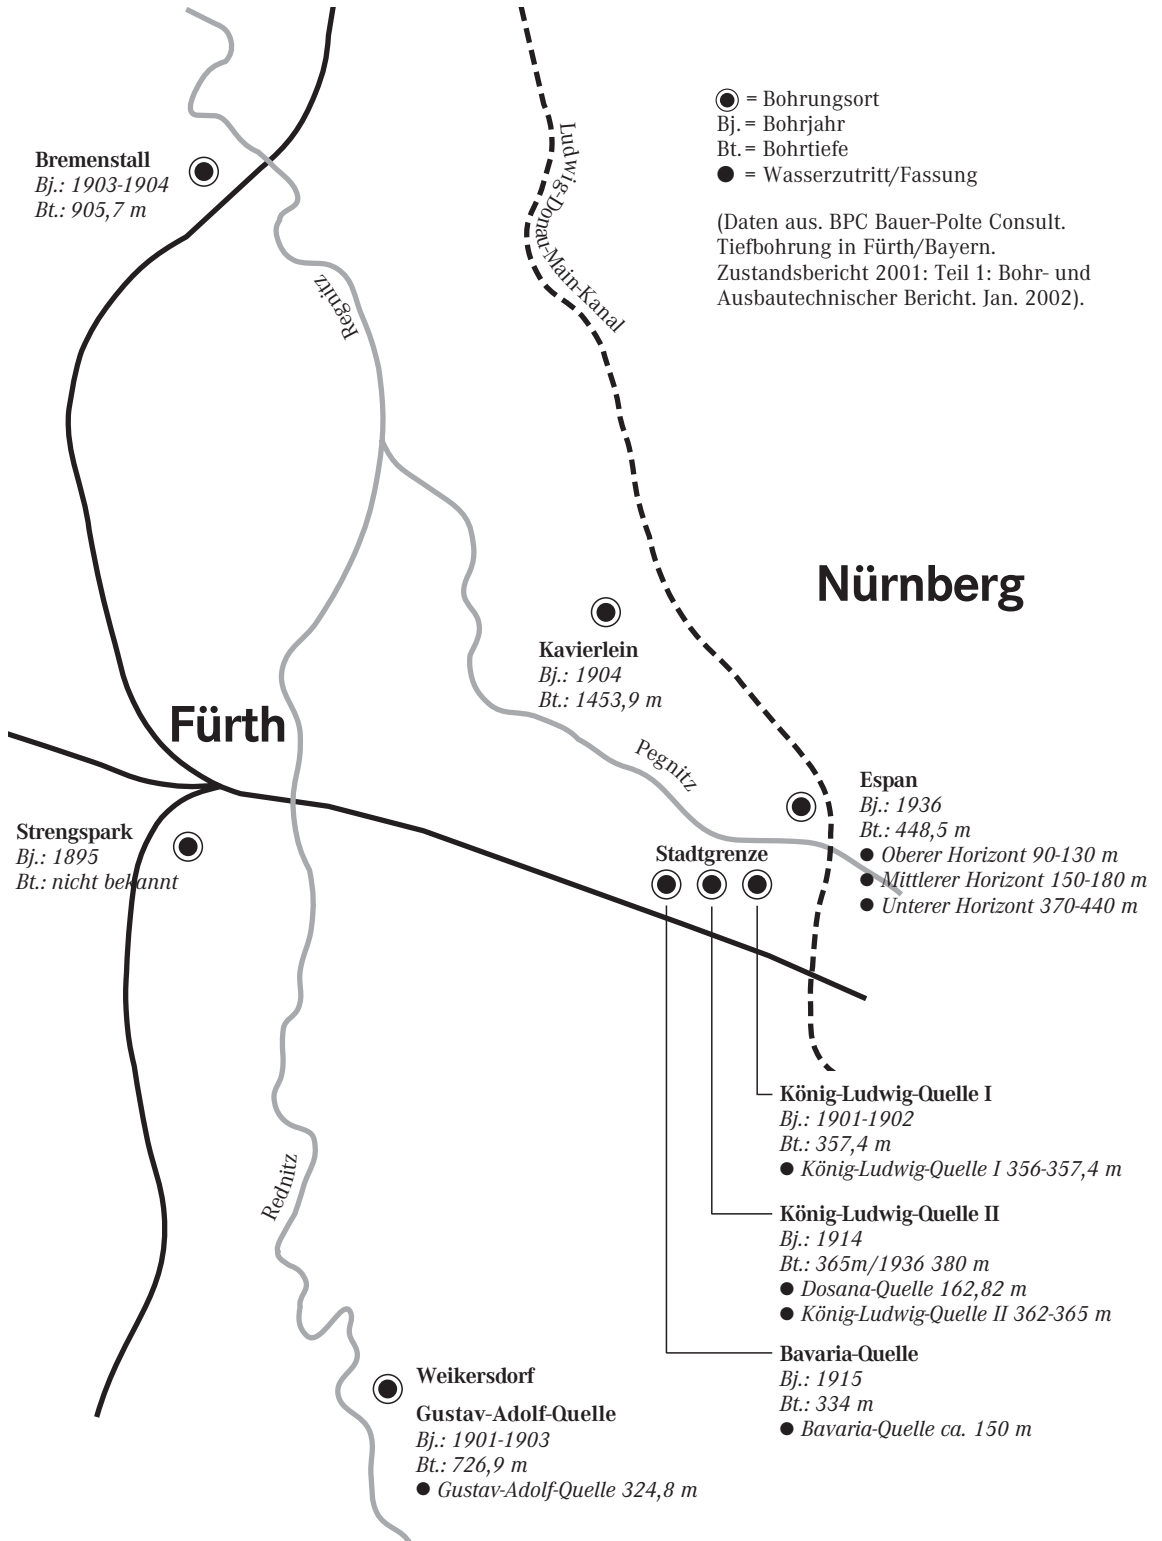 = Bohrungsort
Bj. = Bohrjahr
Bt. = Bohrtiefe
= Wasserzutritt/Fassung
(Daten aus. BPC Bauer-Polte Consult.
Tiefbohrung in Fürth/Bayern.
Zustandsbericht 2001: Teil 1: Bohr- und
Ausbautechnischer Bericht. Jan. 2002).
Ludwig-Donau-Main-Kanal
Bremenstall
Bj.: 1903-1904
Bt.: 905,7 m
Regnitz
Nürnberg
Kavierlein
Bj.: 1904
Bt.: 1453,9 m
Fürth
Pegnitz
Espan
Bj.: 1936
Bt.: 448,5 m
Oberer Horizont 90-130 m
Mittlerer Horizont 150-180 m
Unterer Horizont 370-440 m
Strengspark
Bj.: 1895
Bt.: nicht bekannt
Stadtgrenze
König-Ludwig-Quelle I
Bj.: 1901-1902
Bt.: 357,4 m
König-Ludwig-Quelle I 356-357,4 m
Rednitz
König-Ludwig-Quelle II
Bj.: 1914
Bt.: 365m/1936 380 m
Dosana-Quelle 162,82 m
König-Ludwig-Quelle II 362-365 m
Bavaria-Quelle
Bj.: 1915
Bt.: 334 m
Bavaria-Quelle ca. 150 m
Weikersdorf
Gustav-Adolf-Quelle
Bj.: 1901-1903
Bt.: 726,9 m
Gustav-Adolf-Quelle 324,8 m